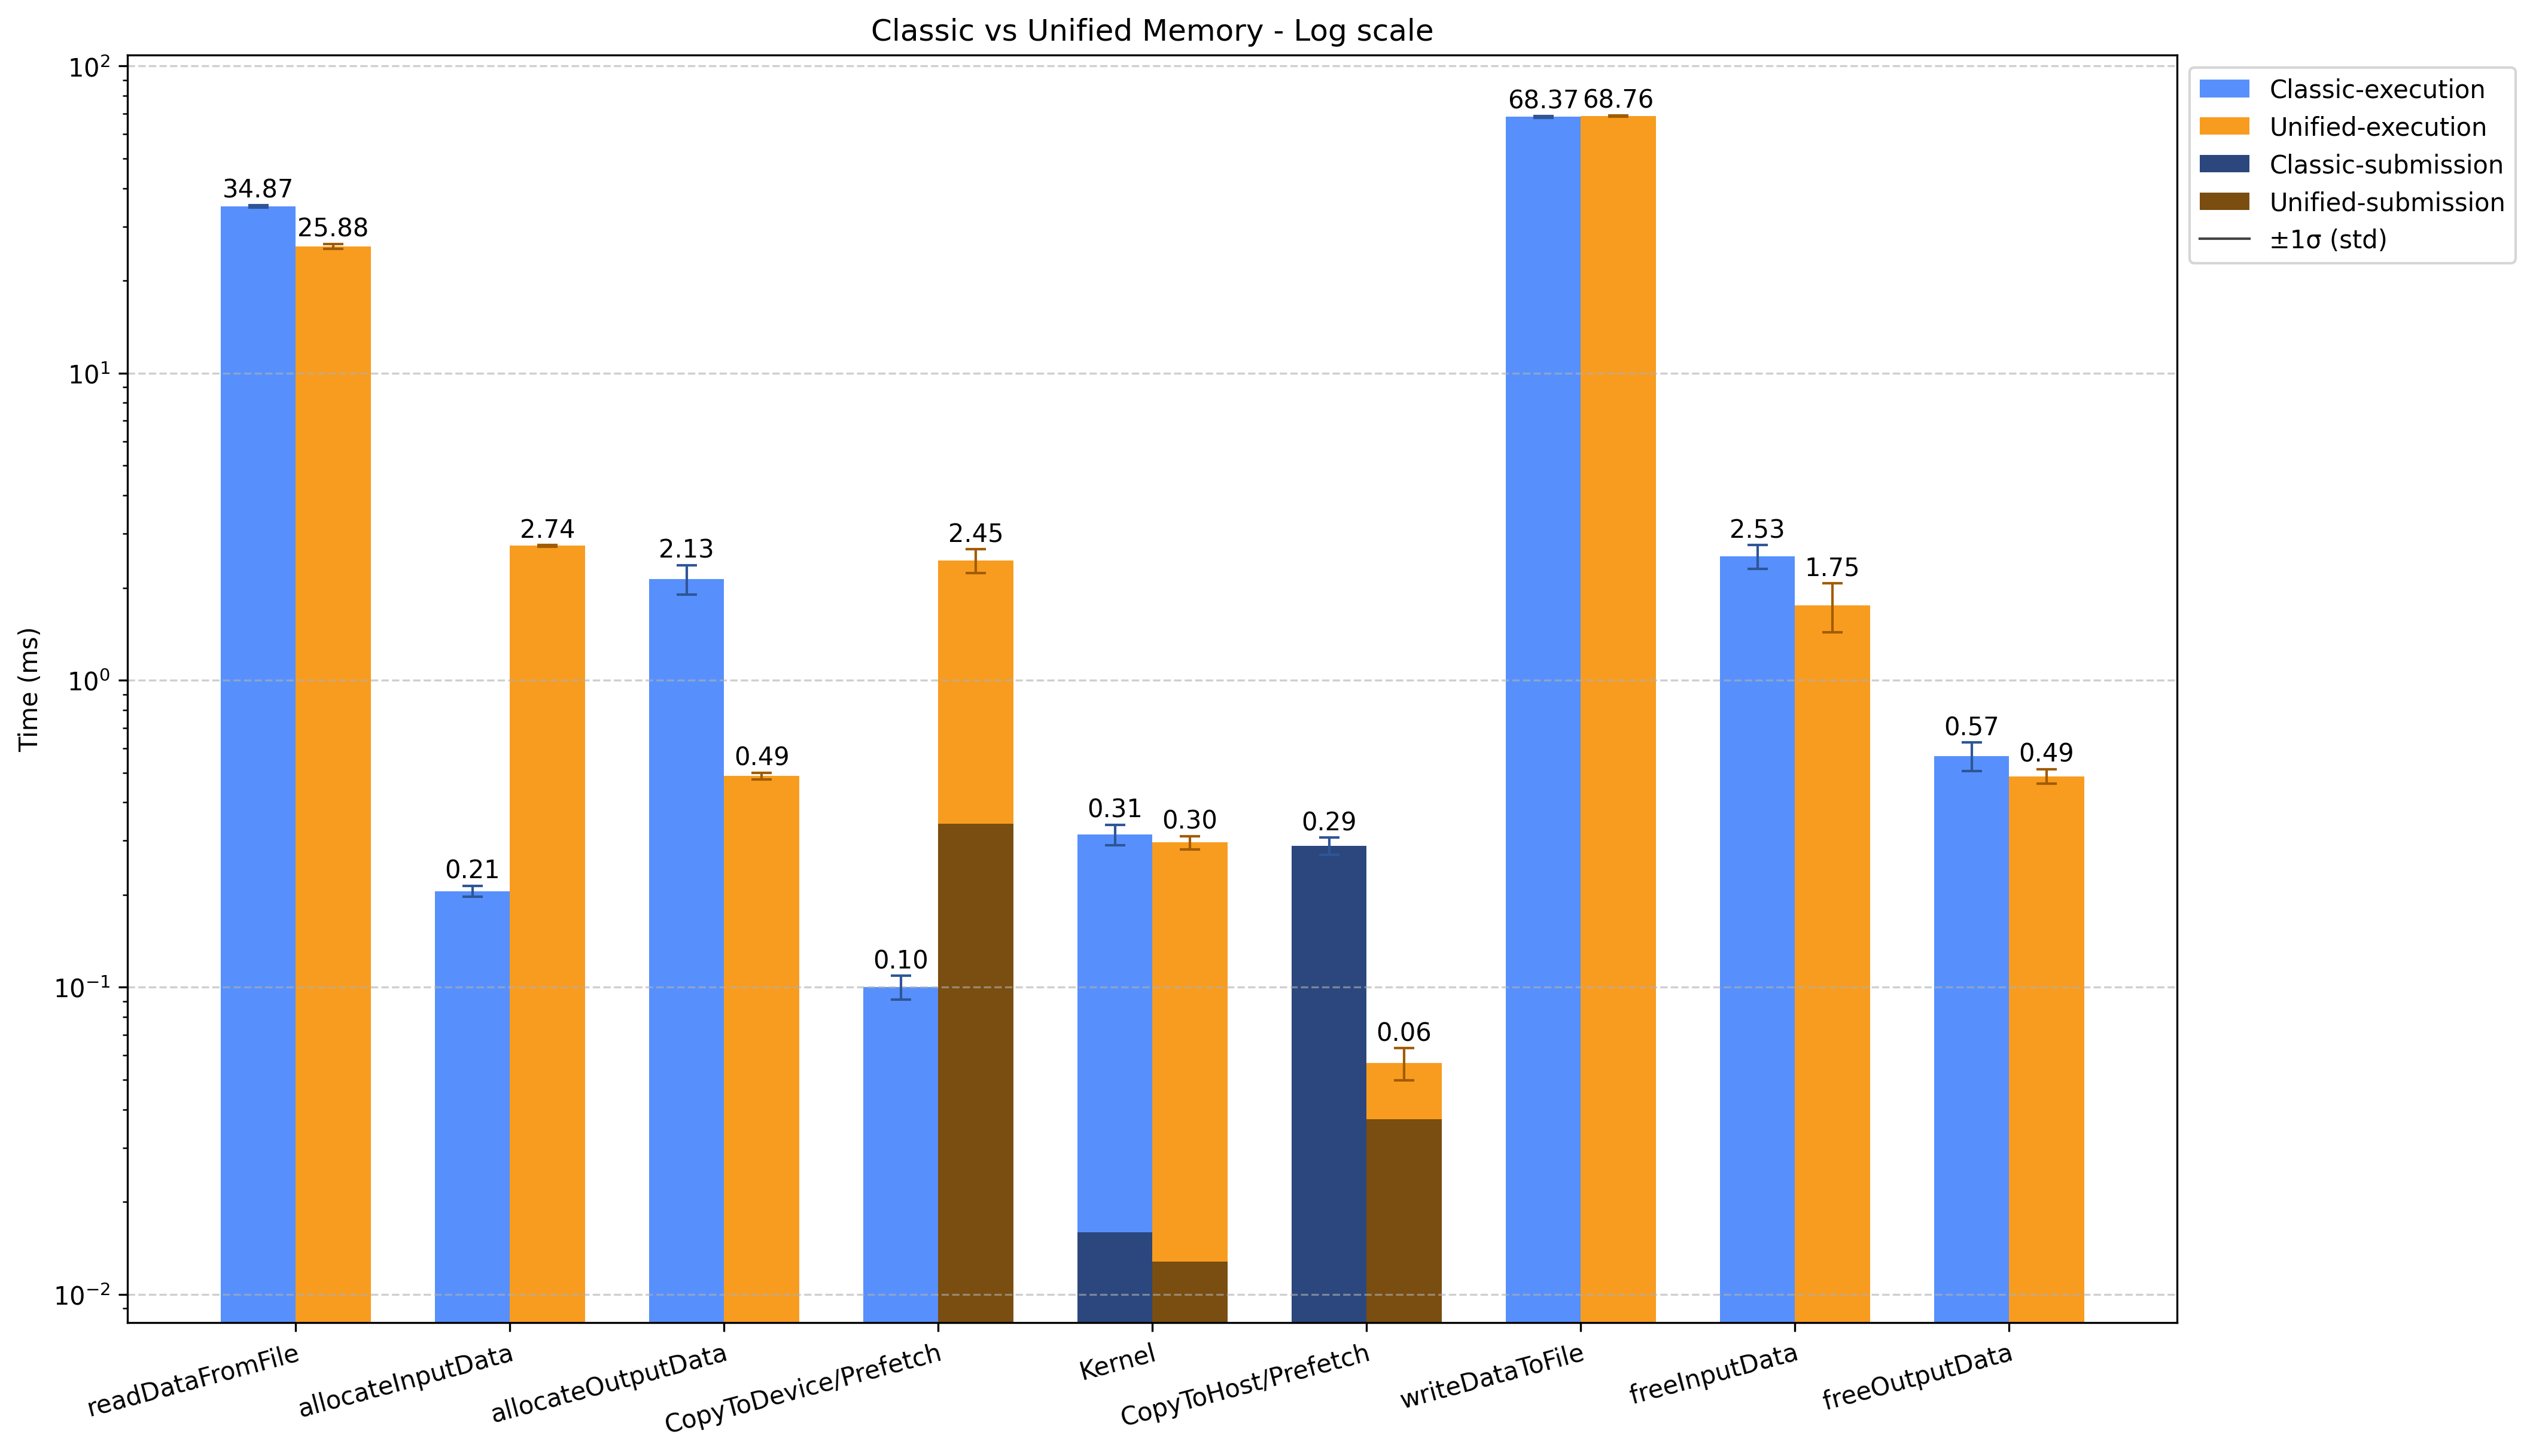 Classic vs Unified Memory - Log scale
Time (ms)
10²
10¹
10⁰
10⁻¹
10⁻²
34.87
25.88
0.21
2.74
2.13
0.49
0.10
2.45
0.31
0.30
0.29
0.06
68.37
68.76
2.53
1.75
0.57
0.49
readDataFromFile
allocateInputData
allocateOutputData
CopyToDevice/Prefetch
Kernel
CopyToHost/Prefetch
writeDataToFile
freeInputData
freeOutputData
Classic-execution
Unified-execution
Classic-submission
Unified-submission
±1σ (std)